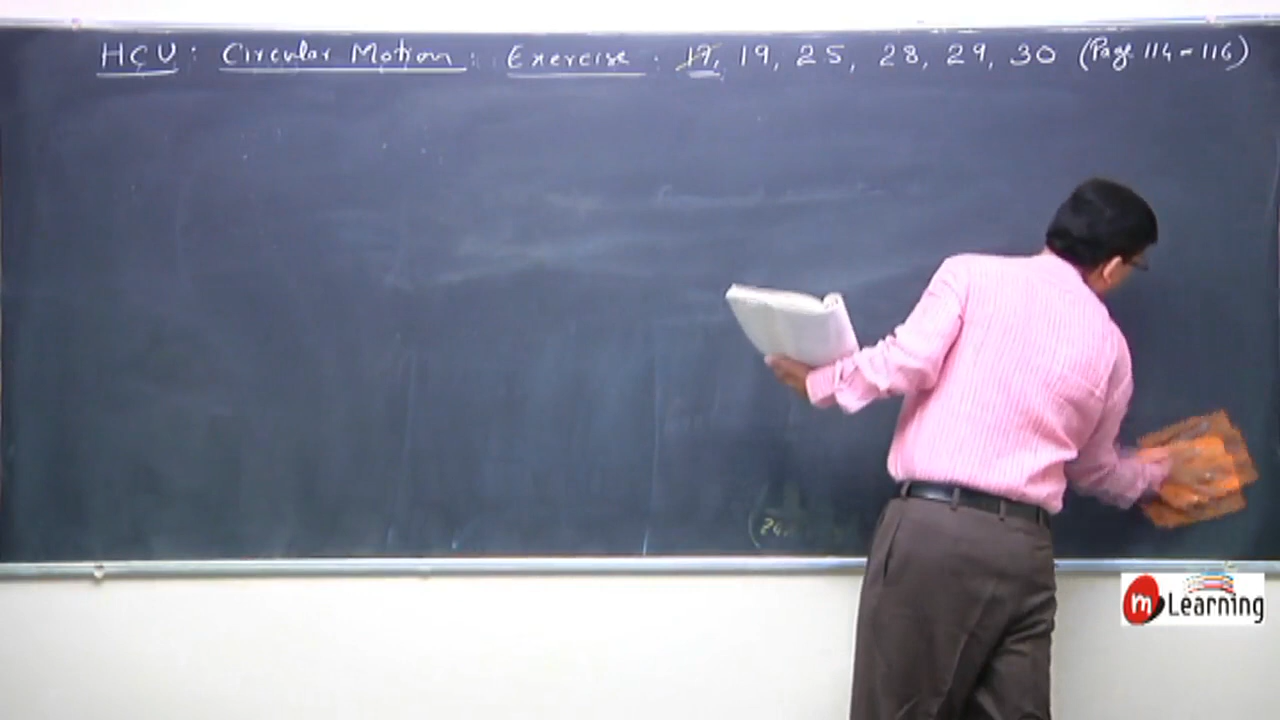 HCV : Circular Motion : Exercise : 17, 19, 25, 28, 29, 30 (Page 114 - 116)
m Learning